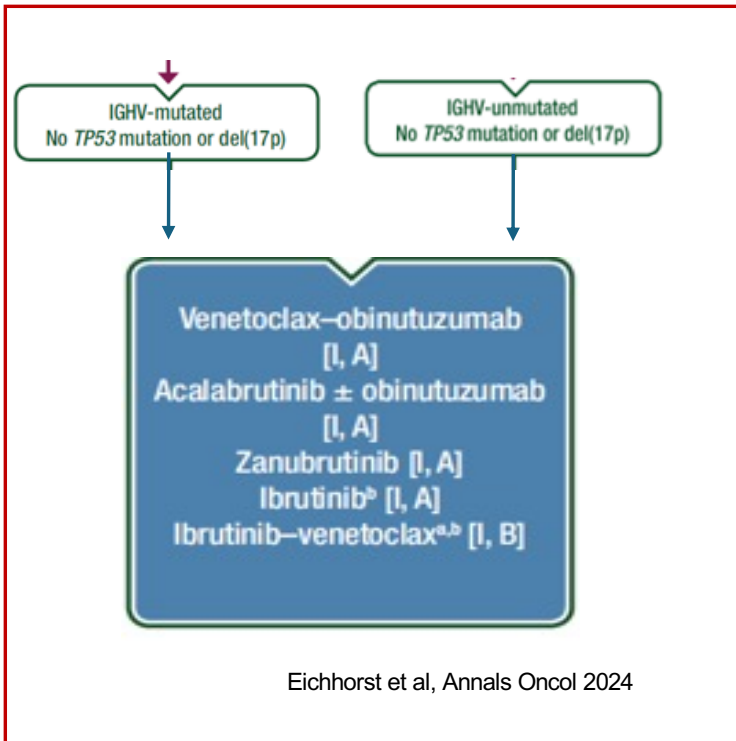 IGHV-mutated
No TP53 mutation or del(17p)
IGHV-unmutated
No TP53 mutation or del(17p)
Venetoclax–obinutuzumab
[I, A]
Acalabrutinib ± obinutuzumab
[I, A]
Zanubrutinib [I, A]
Ibrutinibᵇ [I, A]
Ibrutinib–venetoclaxᵃ,ᵇ [I, B]
Eichhorst et al, Annals Oncol 2024